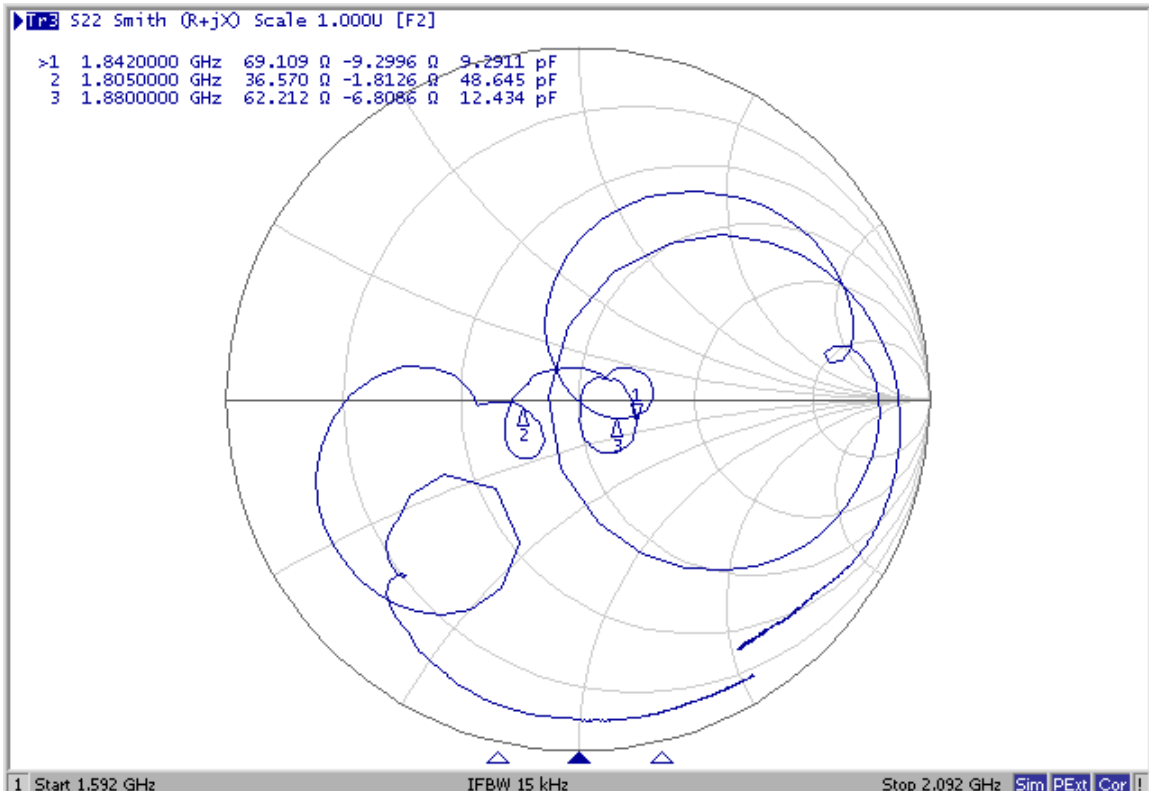 Tr3 S22 Smith (R+jX) Scale 1.000U [F2]
>1 1.8420000 GHz 69.109 Ω -9.2996 Ω 9.2911 pF
2 1.8050000 GHz 36.570 Ω -1.8126 Ω 48.645 pF
3 1.8800000 GHz 62.212 Ω -6.8086 Ω 12.434 pF
1
2
3
1 Start 1.592 GHz IFBW 15 kHz Stop 2.092 GHz Sim PExt Cor !